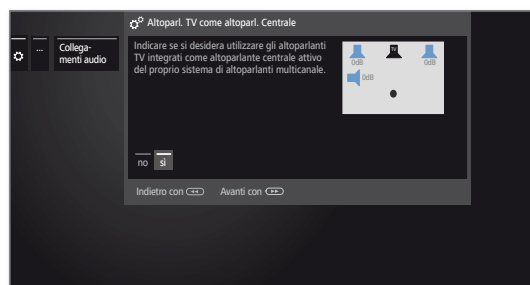 Altoparl. TV come altoparl. Centrale
...
Collega-
menti audio
Indicare se si desidera utilizzare gli altoparlanti
TV integrati come altoparlante centrale attivo
del proprio sistema di altoparlanti multicanale.
TV
0dB
0dB
0dB
no si
Indietro con Avanti con